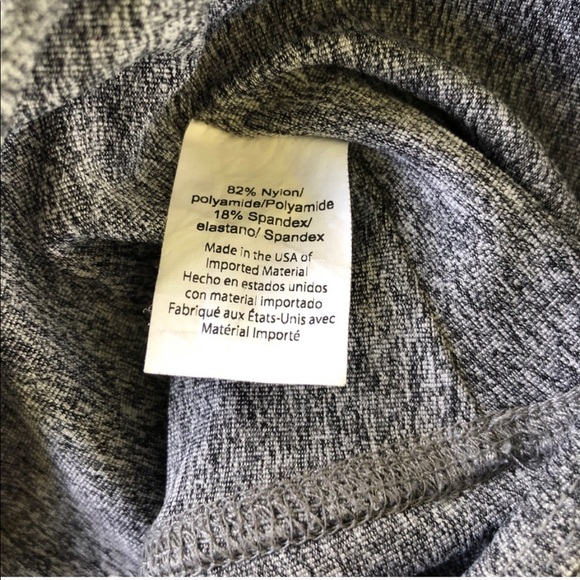 82% Nylon/
polyamide/Polyamide
18% Spandex/
elastano/ Spandex
Made in the USA of
Imported Material
Hecho en estados unidos
con material importado
Fabriqué aux États-Unis avec
Matérial Importé